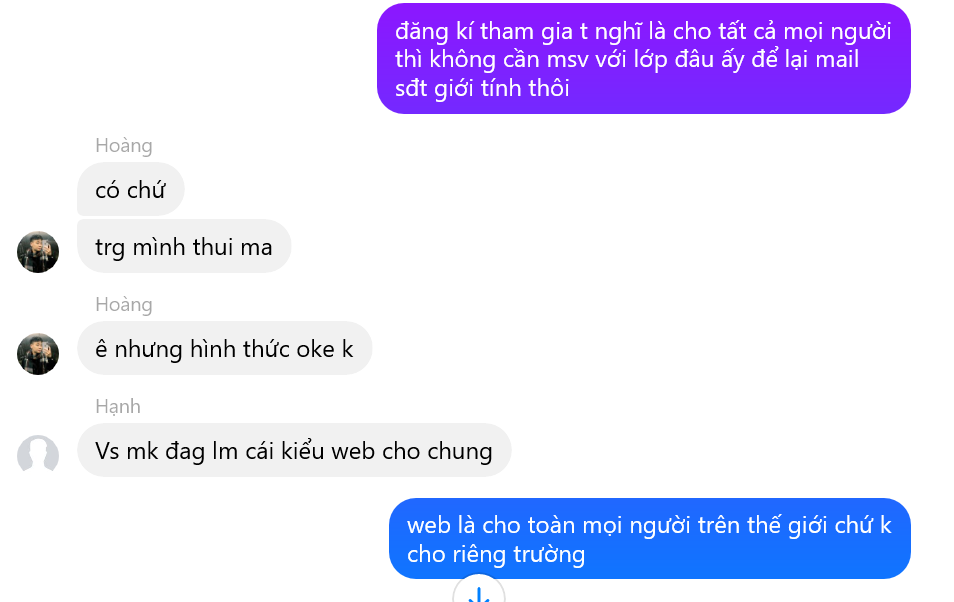 đăng kí tham gia t nghĩ là cho tất cả mọi người
thì không cần msv với lớp đâu ấy để lại mail
sđt giới tính thôi
Hoàng
có chứ
trg mình thui ma
Hoàng
ê nhưng hình thức oke k
Hạnh
Vs mk đag lm cái kiểu web cho chung
web là cho toàn mọi người trên thế giới chứ k
cho riêng trường